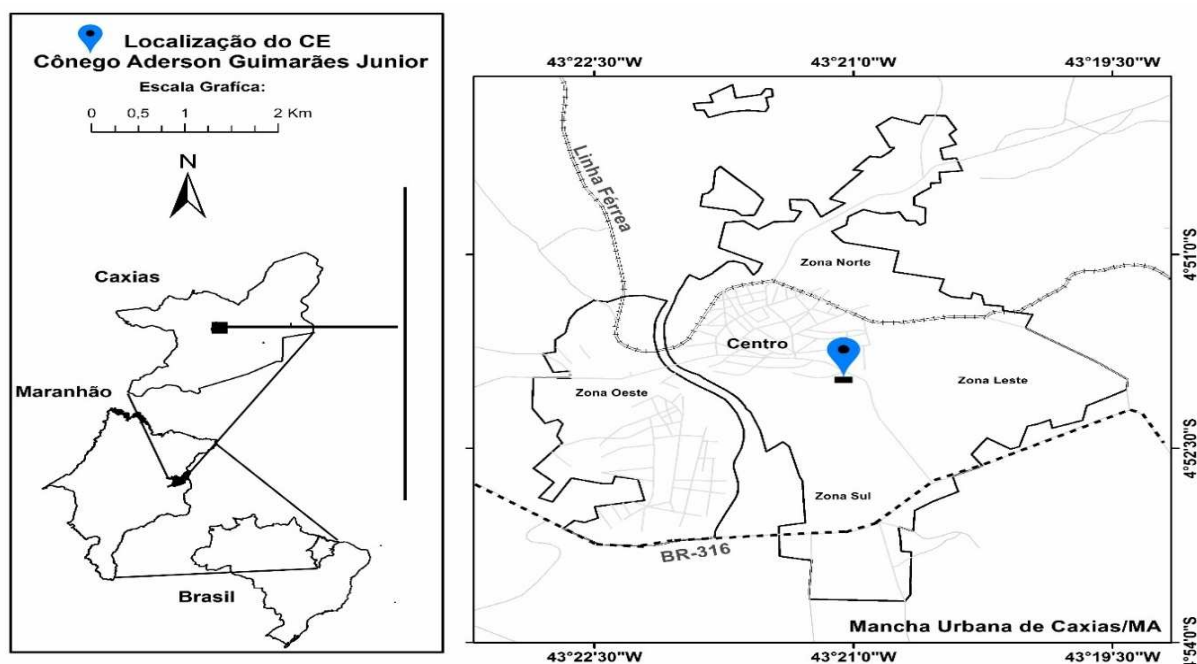 Localização do CE
Cônego Aderson Guimarães Junior
Escala Grafíca:
0 0,5 1 2 Km
N
Caxias
Maranhão
Brasil
43°22'30"W 43°21'0"W 43°19'30"W
Linha Férrea
Zona Norte
4°51'0"S
Centro
Zona Oeste
Zona Leste
4°52'30"S
Zona Sul
BR-316
Mancha Urbana de Caxias/MA
4°54'0"S
43°22'30"W 43°21'0"W 43°19'30"W